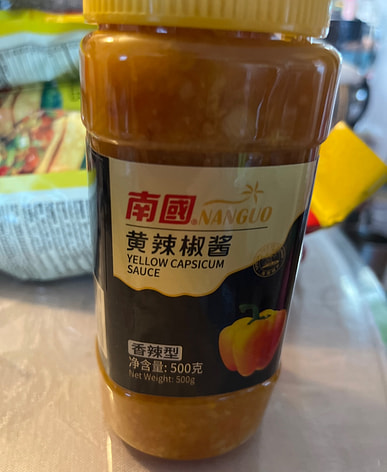 南國® NANGUO
黄辣椒酱
YELLOW CAPSICUM
SAUCE
香辣型
净含量: 500克
Net Weight: 500g